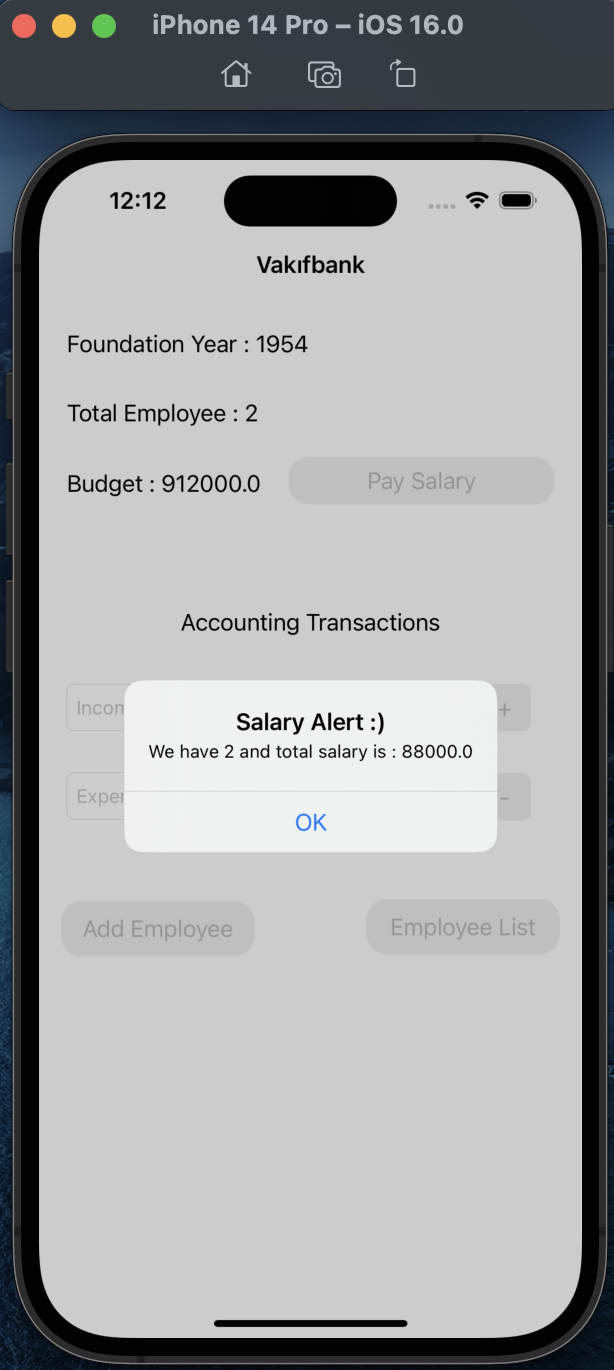 iPhone 14 Pro – iOS 16.0
12:12
Vakıfbank
Foundation Year : 1954
Total Employee : 2
Budget : 912000.0
Pay Salary
Accounting Transactions
Incom
+
Salary Alert :)
We have 2 and total salary is : 88000.0
Exper
-
OK
Add Employee
Employee List